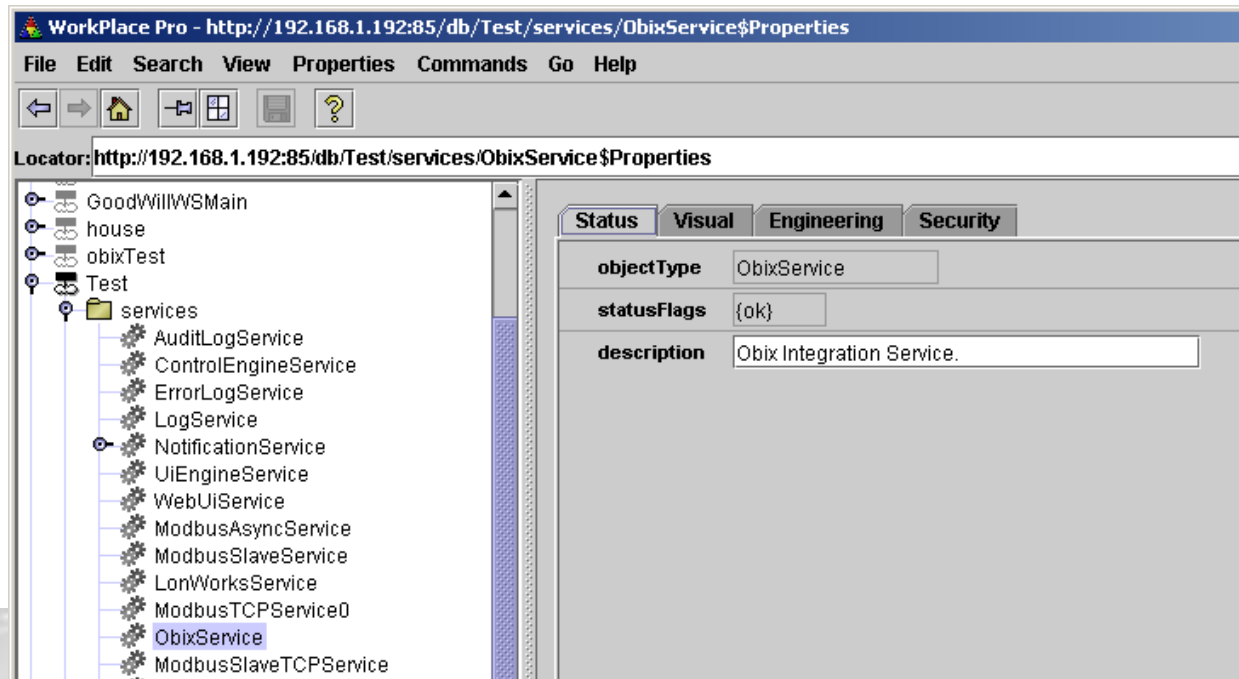 WorkPlace Pro - http://192.168.1.192:85/db/Test/services/ObixService$Properties
File Edit Search View Properties Commands Go Help
Locator: http://192.168.1.192:85/db/Test/services/ObixService$Properties
GoodWillWSMain
house
obixTest
Test
services
AuditLogService
ControlEngineService
ErrorLogService
LogService
NotificationService
UiEngineService
WebUiService
ModbusAsyncService
ModbusSlaveService
LonWorksService
ModbusTCPService0
ObixService
ModbusSlaveTCPService
Status Visual Engineering Security
objectType ObixService
statusFlags {ok}
description Obix Integration Service.